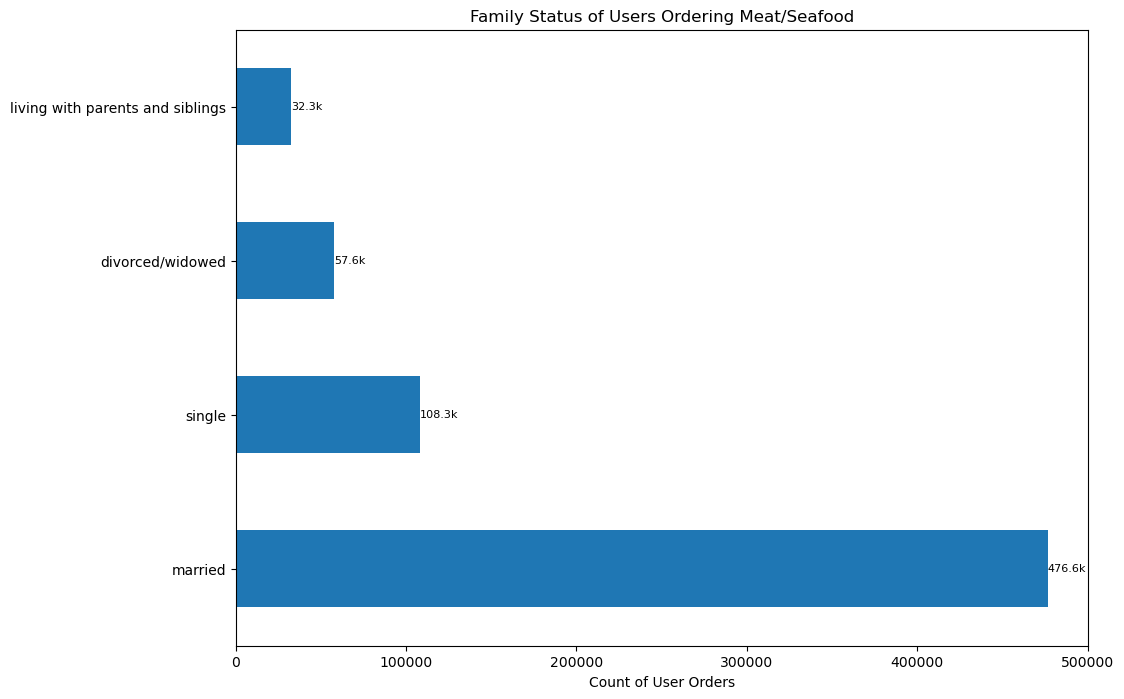 Family Status of Users Ordering Meat/Seafood
living with parents and siblings
32.3k
divorced/widowed
57.6k
single
108.3k
married
476.6k
0 100000 200000 300000 400000 500000
Count of User Orders